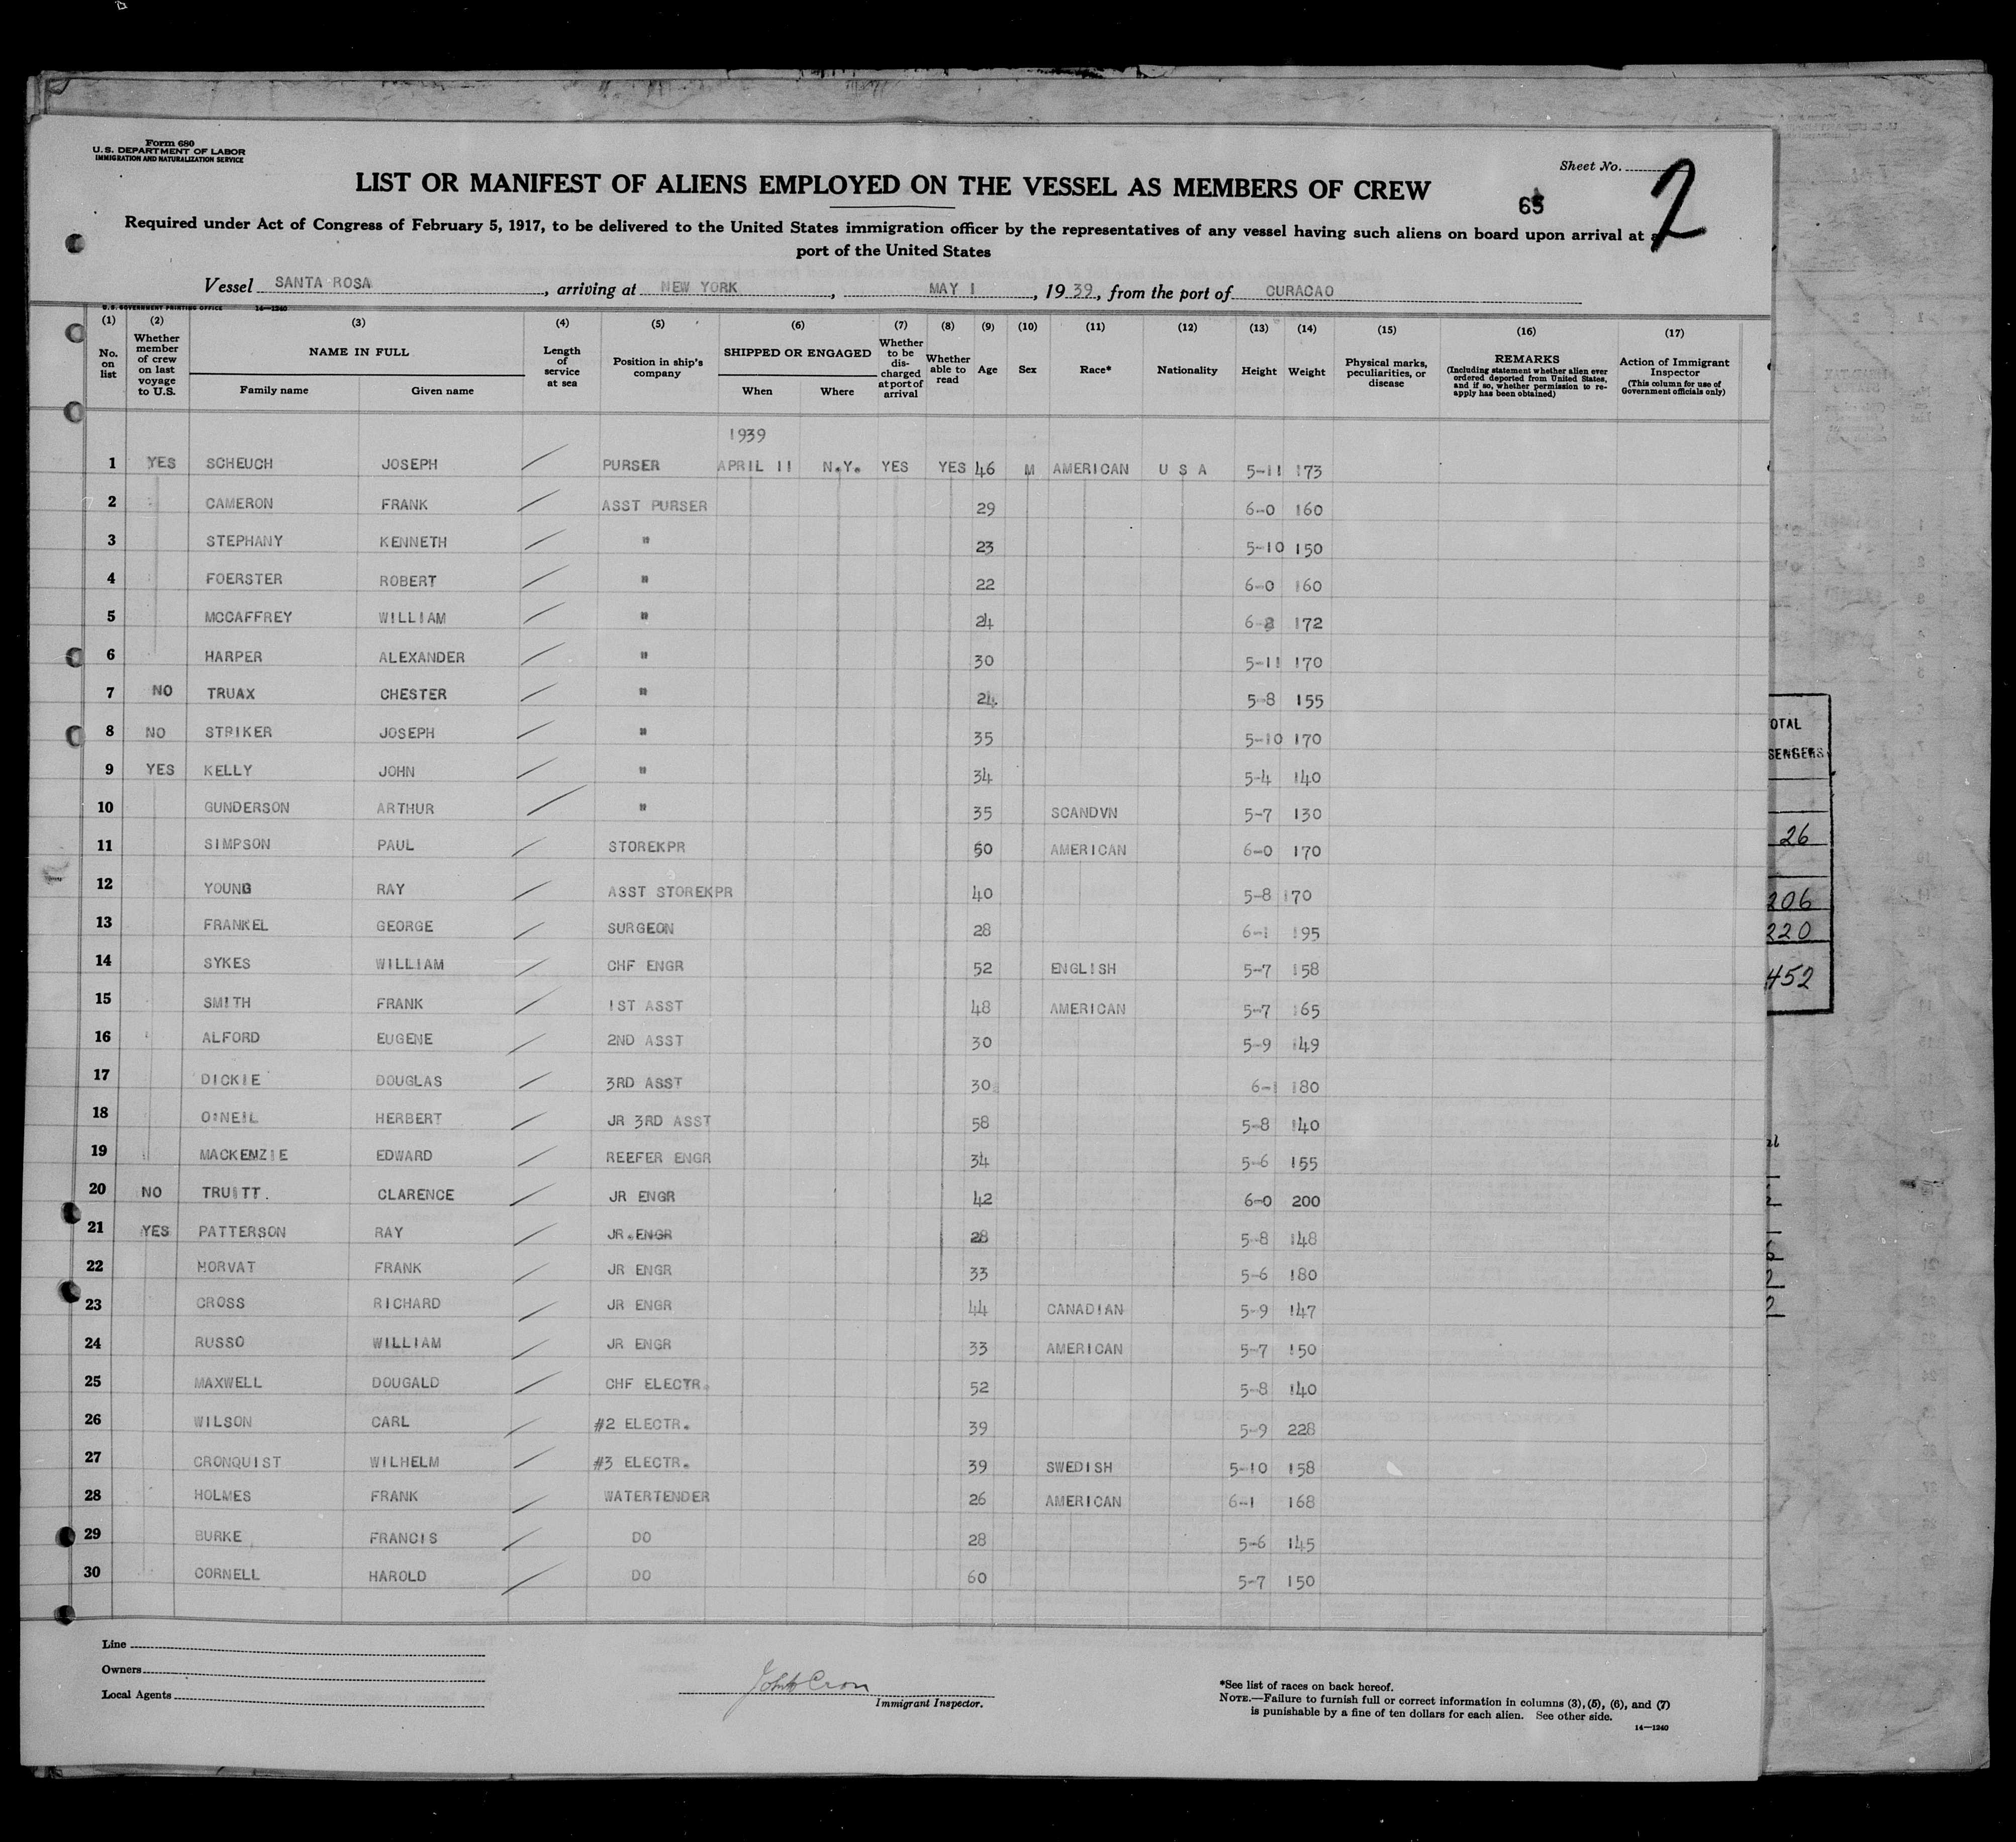 Form 680
U.S. DEPARTMENT OF LABOR
IMMIGRATION AND NATURALIZATION SERVICE
Sheet No. 2
LIST OR MANIFEST OF ALIENS EMPLOYED ON THE VESSEL AS MEMBERS OF CREW
65
Required under Act of Congress of February 5, 1917, to be delivered to the United States immigration officer by the representatives of any vessel having such aliens on board upon arrival at a
port of the United States
Vessel SANTA ROSA, arriving at NEW YORK, MAY 1, 1939, from the port of CURACAO
U.S. GOVERNMENT PRINTING OFFICE 14—1240
(1) (2) (3) (4) (5) (6) (7) (8) (9) (10) (11) (12) (13) (14) (15) (16) (17)
No. on list
Whether member of crew on last voyage to U.S.
NAME IN FULL
Family name Given name
Length of service at sea
Position in ship's company
SHIPPED OR ENGAGED
When Where
Whether to be discharged at port of arrival
Whether able to read
Age
Sex
Race*
Nationality
Height
Weight
Physical marks, peculiarities, or disease
REMARKS
(Including statement whether alien ever ordered deported from United States, and if so, whether permission to re-apply has been obtained)
Action of Immigrant Inspector
(This column for use of Government officials only)
1939
1 YES SCHEUCH JOSEPH PURSER APRIL 11 N.Y. YES YES 46 M AMERICAN U S A 5-11 173
2 CAMERON FRANK ASST PURSER 29 6-0 160
3 STEPHANY KENNETH " 23 5-10 150
4 FOERSTER ROBERT " 22 6-0 160
5 MCCAFFREY WILLIAM " 24 6-2 172
6 HARPER ALEXANDER " 30 5-11 170
7 NO TRUAX CHESTER " 24 5-8 155
8 NO STRIKER JOSEPH " 35 5-10 170
9 YES KELLY JOHN " 34 5-4 140
10 GUNDERSON ARTHUR " 35 SCANDVN 5-7 130
11 SIMPSON PAUL STOREKPR 50 AMERICAN 6-0 170
12 YOUNG RAY ASST STOREKPR 40 5-8 170
13 FRANKEL GEORGE SURGEON 28 6-1 195
14 SYKES WILLIAM CHF ENGR 52 ENGLISH 5-7 158
15 SMITH FRANK 1ST ASST 48 AMERICAN 5-7 165
16 ALFORD EUGENE 2ND ASST 30 5-9 149
17 DICKIE DOUGLAS 3RD ASST 30 6-1 180
18 O'NEIL HERBERT JR 3RD ASST 58 5-8 140
19 MACKENZIE EDWARD REEFER ENGR 34 5-6 155
20 NO TRUITT. CLARENCE JR ENGR 42 6-0 200
21 YES PATTERSON RAY JR.ENGR 28 5-8 148
22 HORVAT FRANK JR ENGR 33 5-6 180
23 CROSS RICHARD JR ENGR 44 CANADIAN 5-9 147
24 RUSSO WILLIAM JR ENGR 33 AMERICAN 5-7 150
25 MAXWELL DOUGALD CHF ELECTR. 52 5-8 140
26 WILSON CARL #2 ELECTR. 39 5-9 228
27 CRONQUIST WILHELM #3 ELECTR. 39 SWEDISH 5-10 158
28 HOLMES FRANK WATERTENDER 26 AMERICAN 6-1 168
29 BURKE FRANCIS DO 28 5-6 145
30 CORNELL HAROLD DO 60 5-7 150
OTAL
SENGERS
26
206
220
452
Line
Owners
Local Agents
Immigrant Inspector.
*See list of races on back hereof.
NOTE.—Failure to furnish full or correct information in columns (3), (5), (6), and (7)
is punishable by a fine of ten dollars for each alien. See other side.
14—1240